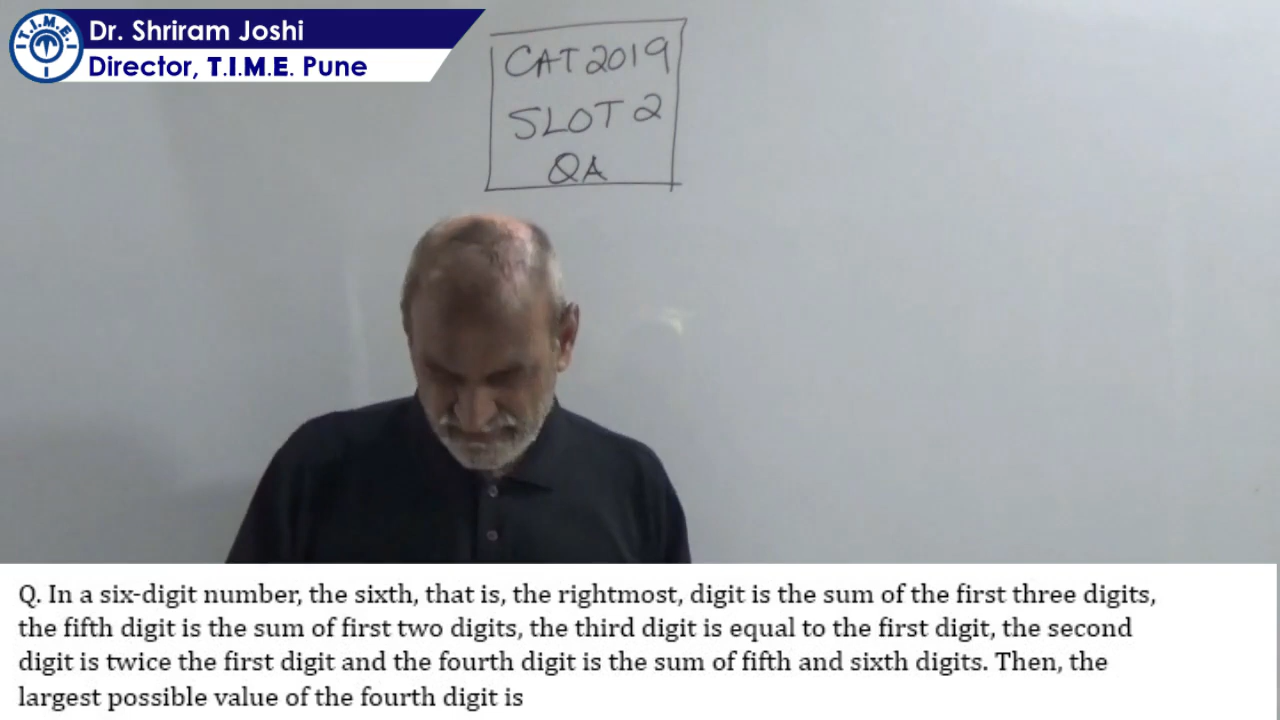 T.I.M.E.
Dr. Shriram Joshi
Director, T.I.M.E. Pune
CAT 2019
SLOT 2
QA
Q. In a six-digit number, the sixth, that is, the rightmost, digit is the sum of the first three digits,
the fifth digit is the sum of first two digits, the third digit is equal to the first digit, the second
digit is twice the first digit and the fourth digit is the sum of fifth and sixth digits. Then, the
largest possible value of the fourth digit is